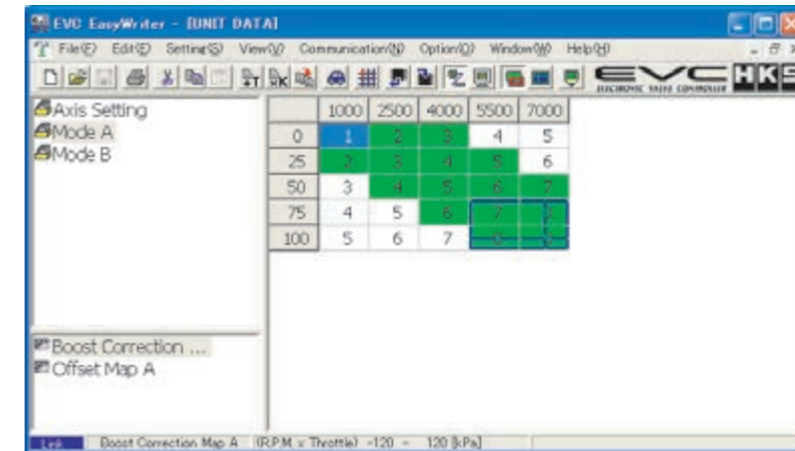 EVC EasyWriter - [UNIT DATA]
File(F) Edit(E) Setting(S) View(V) Communication(N) Option(O) Window(W) Help(H)
EVC HKS
ELECTRONIC VALVE CONTROLLER
Axis Setting
Mode A
Mode B
1000 2500 4000 5500 7000
0 1 2 3 4 5
25 2 3 4 5 6
50 3 4 5 6 7
75 4 5 6 7
100 5 6 7
Boost Correction ...
Offset Map A
Link Boost Correction Map A (R.P.M. x Throttle) -120 - 120 [kPa]